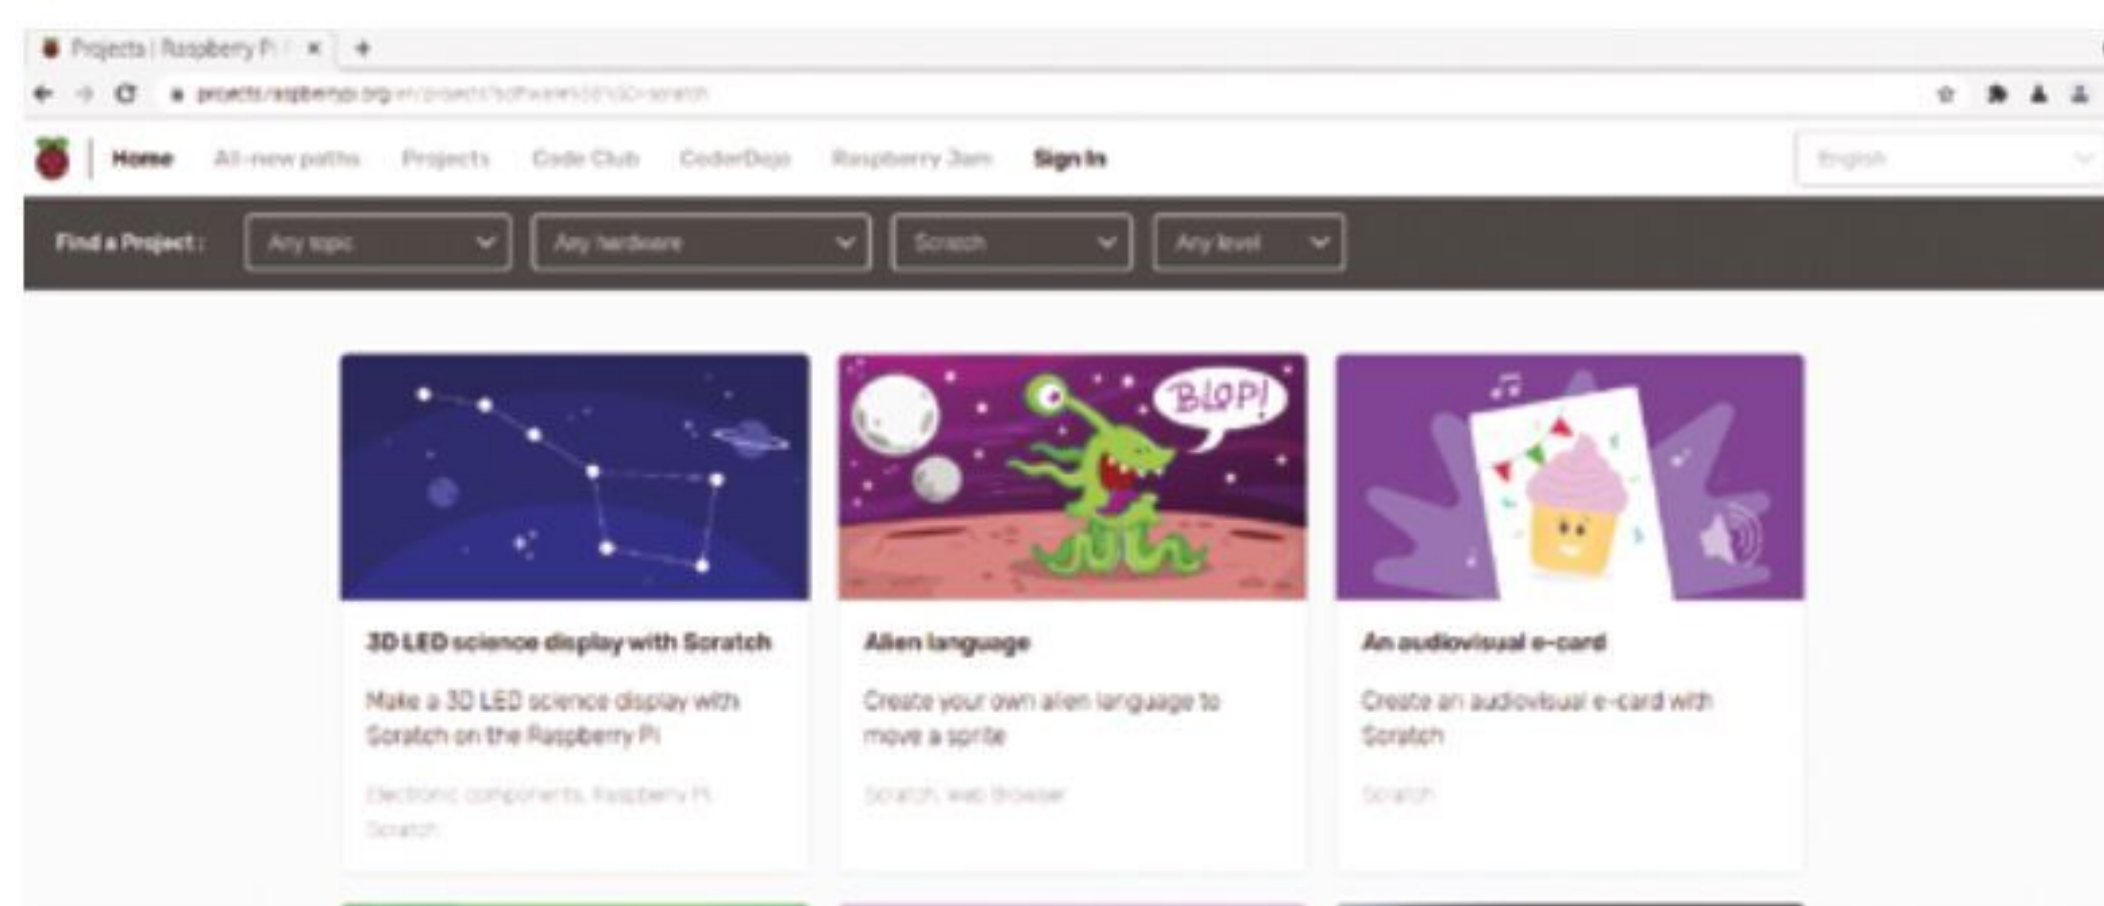 Projects | Raspberry Pi
Home All-new paths Projects Code Club CoderDojo Raspberry Jam Sign In English
Find a Project: Any topic Any hardware Scratch Any level
BLOP!
3D LED science display with Scratch
Make a 3D LED science display with
Scratch on the Raspberry Pi
Electronic components, Raspberry Pi,
Scratch
Alien language
Create your own alien language to
move a sprite
Scratch, Web Browser
An audiovisual e-card
Create an audiovisual e-card with
Scratch
Scratch